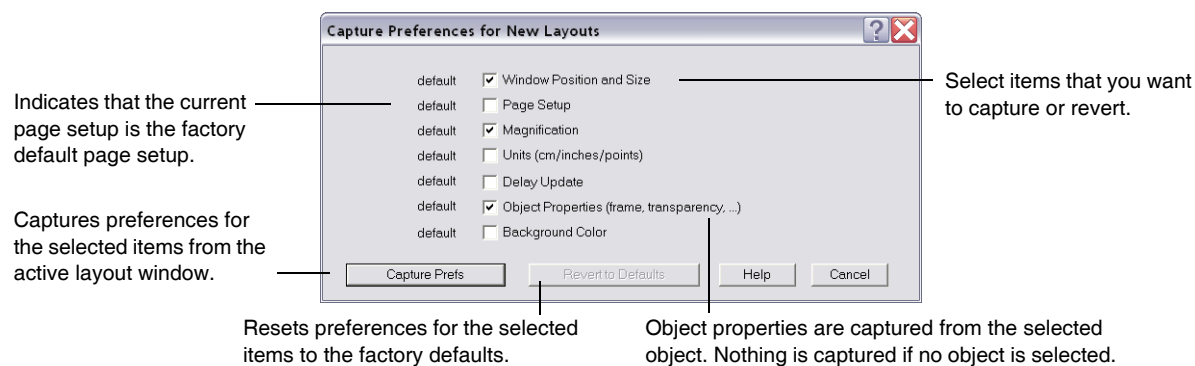 Capture Preferences for New Layouts
default Window Position and Size
default Page Setup
default Magnification
default Units (cm/inches/points)
default Delay Update
default Object Properties (frame, transparency, ...)
default Background Color
Capture Prefs Revert to Defaults Help Cancel
Indicates that the current
page setup is the factory
default page setup.
Captures preferences for
the selected items from the
active layout window.
Select items that you want
to capture or revert.
Resets preferences for the selected
items to the factory defaults.
Object properties are captured from the selected
object. Nothing is captured if no object is selected.